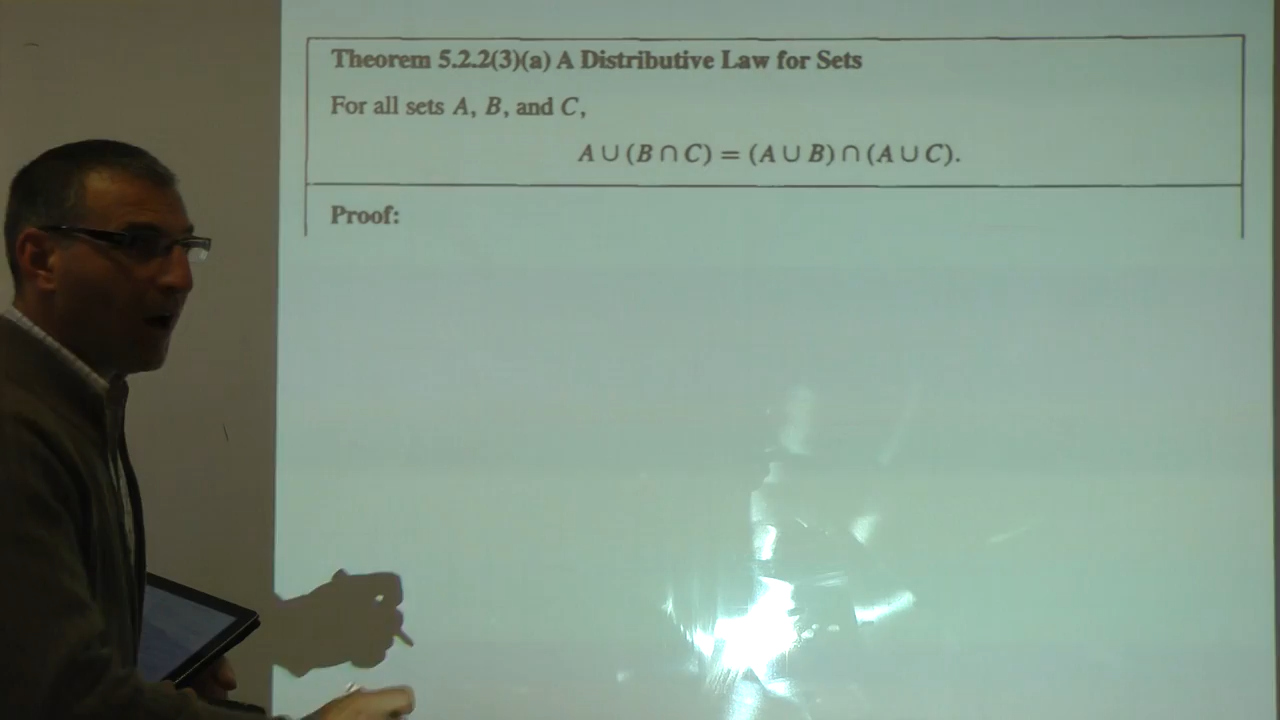 Theorem 5.2.2(3)(a) A Distributive Law for Sets
For all sets A, B, and C,
A ∪ (B ∩ C) = (A ∪ B) ∩ (A ∪ C).
Proof: